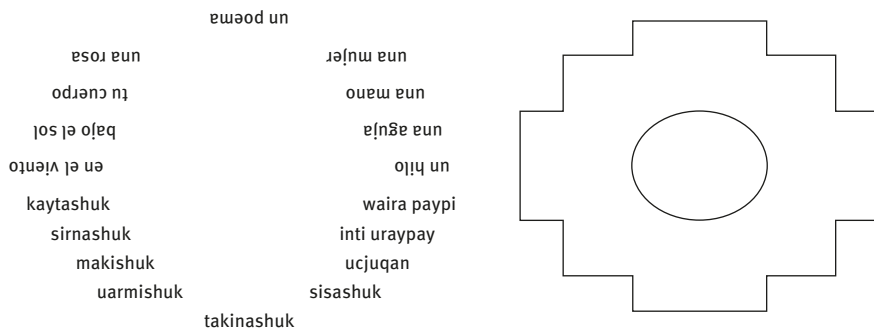 un poema
una rosa
una mujer
tu cuerpo
una mano
bajo el sol
una aguja
en el viento
un hilo
kaytashuk
waira paypi
sirnashuk
inti uraypay
makishuk
ucjuqan
uarmishuk
sisashuk
takinashuk